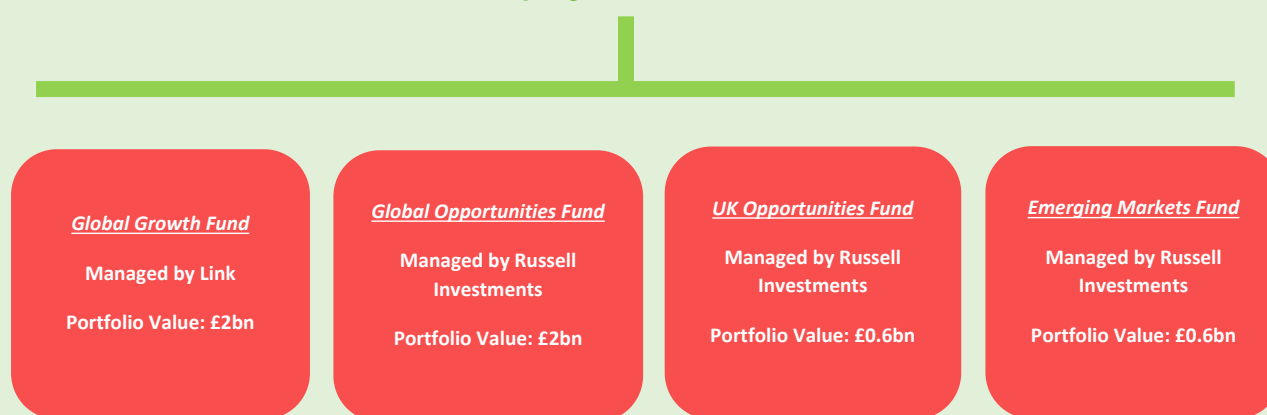 Global Growth Fund
Managed by Link
Portfolio Value: £2bn
Global Opportunities Fund
Managed by Russell
Investments
Portfolio Value: £2bn
UK Opportunities Fund
Managed by Russell
Investments
Portfolio Value: £0.6bn
Emerging Markets Fund
Managed by Russell
Investments
Portfolio Value: £0.6bn